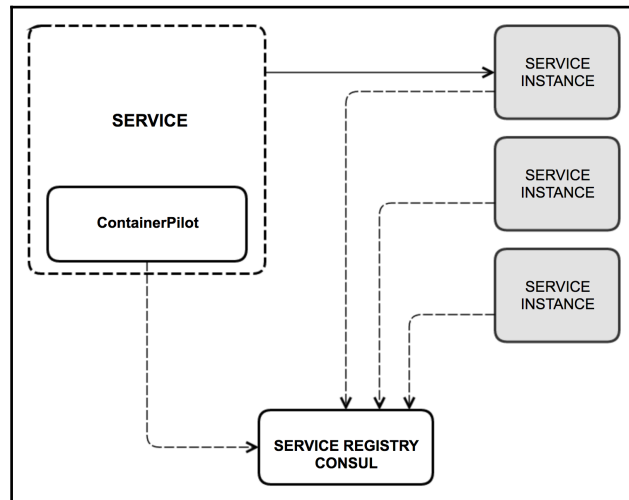 SERVICE
ContainerPilot
SERVICE
INSTANCE
SERVICE
INSTANCE
SERVICE
INSTANCE
SERVICE REGISTRY
CONSUL